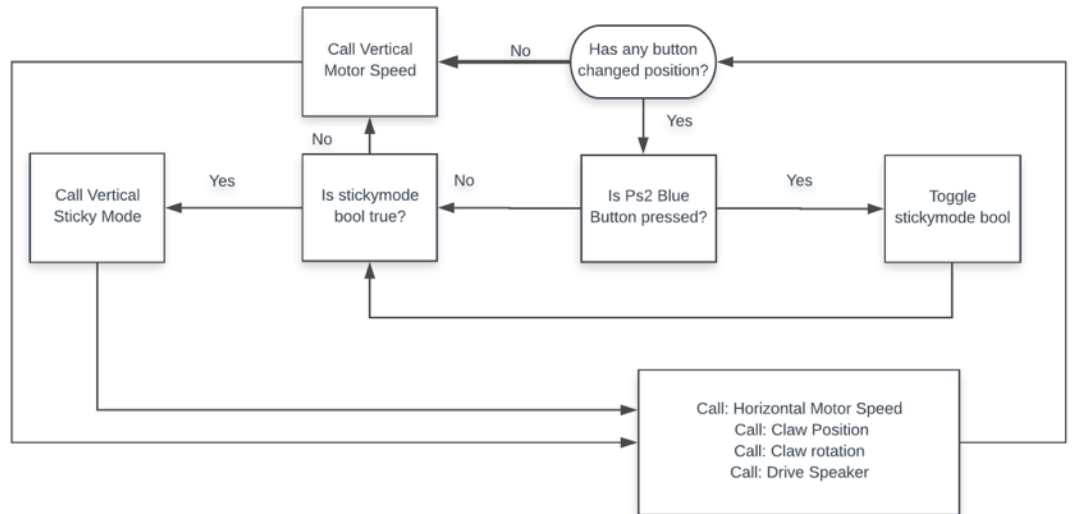 Call Vertical
Motor Speed
No
Has any button
changed position?
Yes
No
Call Vertical
Sticky Mode
Yes
Is stickymode
bool true?
No
Is Ps2 Blue
Button pressed?
Yes
Toggle
stickymode bool
Call: Horizontal Motor Speed
Call: Claw Position
Call: Claw rotation
Call: Drive Speaker